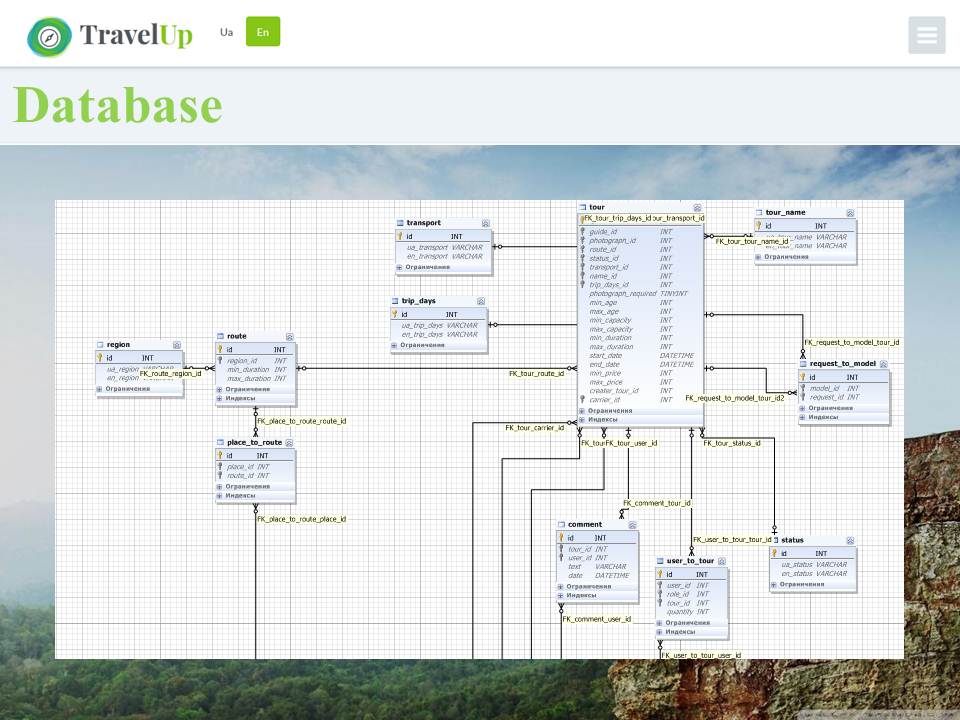 TravelUp
Ua
En
Database
transport
id INT
ua_transport VARCHAR
en_transport VARCHAR
Ограничения
trip_days
id INT
ua_trip_days VARCHAR
en_trip_days VARCHAR
Ограничения
tour
FK_tour_trip_days_id
guide_id INT
photograph_id INT
route_id INT
status_id INT
transport_id INT
name_id INT
trip_days_id INT
photograph_required TINYINT
min_age INT
max_age INT
min_capacity INT
max_capacity INT
min_duration INT
max_duration INT
start_date DATETIME
end_date DATETIME
min_price INT
max_price INT
creator_tour_id INT
carrier_id INT
Ограничения
Индексы
tour_name
id INT
VARCHAR
VARCHAR
FK_tour_tour_name_id
Ограничения
region
id INT
ua_region
en_region
FK_route_region_id
Ограничения
route
id INT
region_id INT
min_duration INT
max_duration INT
Ограничения
Индексы
FK_tour_route_id
FK_request_to_model_tour_id
request_to_model
id INT
model_id INT
request_id INT
Ограничения
Индексы
FK_request_to_model_tour_id2
FK_place_to_route_route_id
FK_tour_carrier_id
FK_tour_user_id
FK_tour_status_id
place_to_route
id INT
place_id INT
route_id INT
Ограничения
Индексы
FK_place_to_route_place_id
FK_comment_tour_id
comment
id INT
tour_id INT
user_id INT
text VARCHAR
date DATETIME
Ограничения
Индексы
FK_comment_user_id
FK_user_to_tour_tour_id
user_to_tour
id INT
user_id INT
role_id INT
tour_id INT
quantity INT
Ограничения
Индексы
FK_user_to_tour_user_id
status
id INT
ua_status VARCHAR
en_status VARCHAR
Ограничения